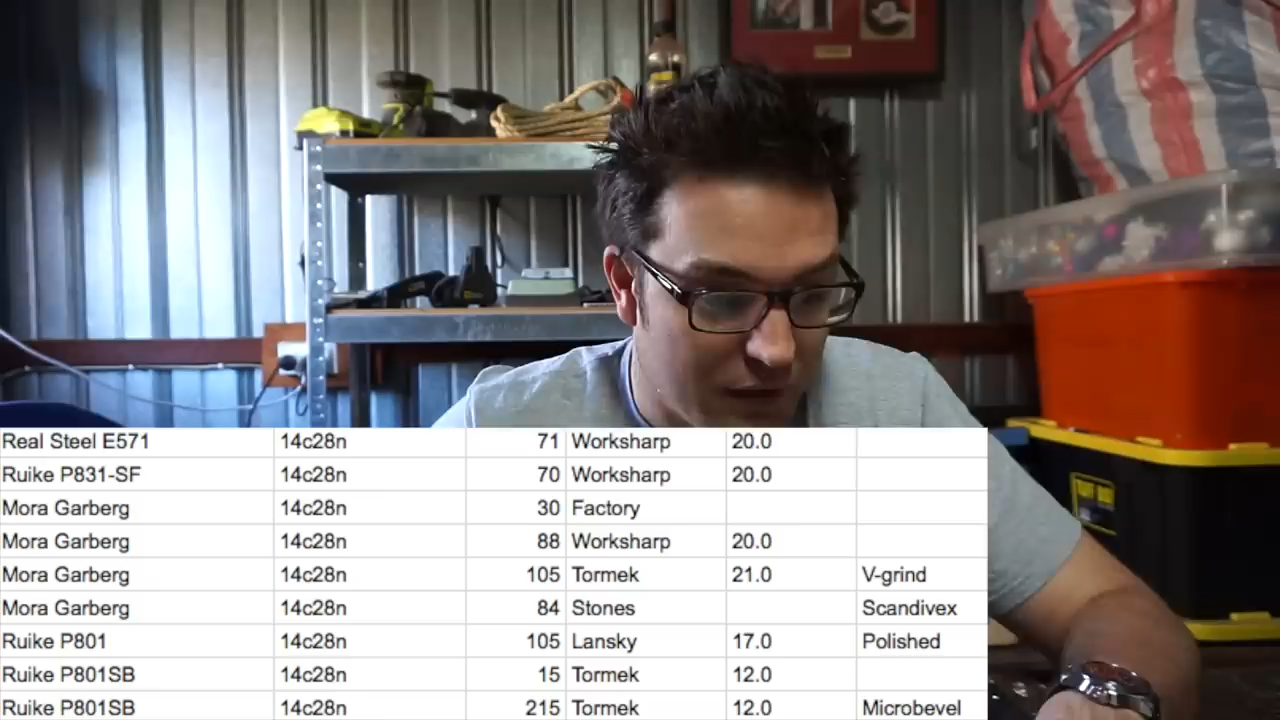 Real Steel E571 14c28n 71 Worksharp 20.0
Ruike P831-SF 14c28n 70 Worksharp 20.0
Mora Garberg 14c28n 30 Factory
Mora Garberg 14c28n 88 Worksharp 20.0
Mora Garberg 14c28n 105 Tormek 21.0 V-grind
Mora Garberg 14c28n 84 Stones Scandivex
Ruike P801 14c28n 105 Lansky 17.0 Polished
Ruike P801SB 14c28n 15 Tormek 12.0
Ruike P801SB 14c28n 215 Tormek 12.0 Microbevel